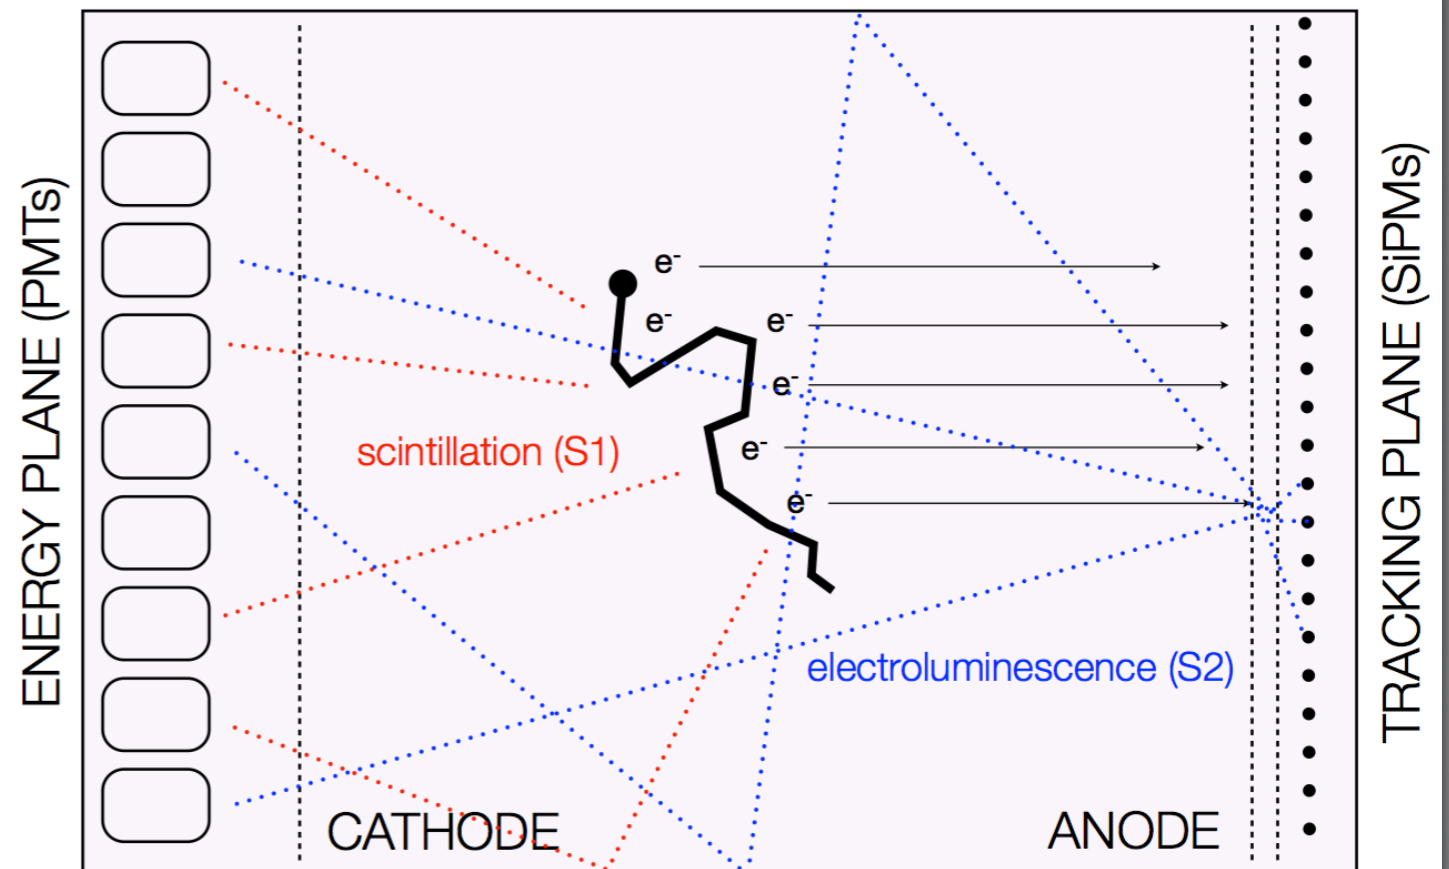 ENERGY PLANE (PMTs)
e-
e-
e-
e-
scintillation (S1)
e-
e-
electroluminescence (S2)
CATHODE
ANODE
TRACKING PLANE (SiPMs)